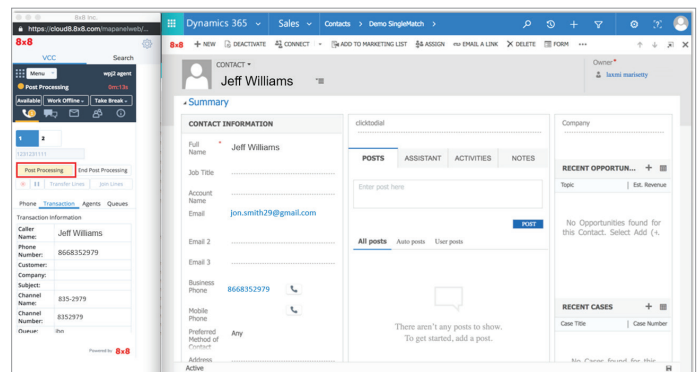 8x8 Inc.
https://cloud8.8x8.com/mapanelweb/...
8x8
VCC Search
Menu wpj2 agent
Post Processing 0m:13s
Available Work Offline Take Break
1 2
1231231111
Post Processing End Post Processing
Transfer Lines Join Lines
Phone Transaction Agents Queues
Transaction Information
Caller Name: Jeff Williams
Phone Number: 8668352979
Customer:
Company:
Subject:
Channel Name: 835-2979
Channel Number: 8352979
Queue: ibn
Powered by 8x8
Dynamics 365 Sales Contacts > Demo SingleMatch >
8x8 + NEW DEACTIVATE CONNECT ADD TO MARKETING LIST ASSIGN EMAIL A LINK DELETE FORM ...
CONTACT
Jeff Williams
Owner*
laxmi marisetty
Summary
CONTACT INFORMATION
Full Name * Jeff Williams
Job Title
Account Name
Email jon.smith29@gmail.com
Email 2
Email 3
Business Phone 8668352979
Mobile Phone
Preferred Method of Contact Any
Address
Active
clicktodial
POSTS ASSISTANT ACTIVITIES NOTES
Enter post here
POST
All posts Auto posts User posts
There aren't any posts to show.
To get started, add a post.
Company
RECENT OPPORTUN... +
Topic Est. Revenue
No Opportunities found for
this Contact. Select Add (+.
RECENT CASES +
Case Title Case Number
No Cases found for this